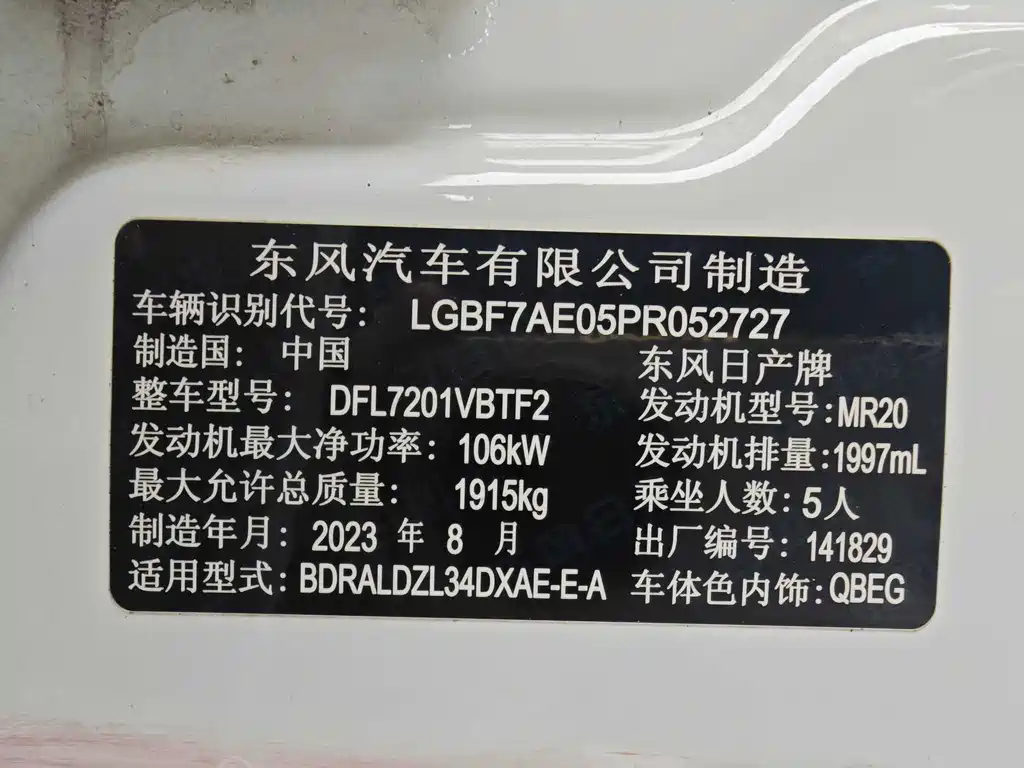 东风汽车有限公司制造
车辆识别代号： LGBF7AE05PR052727
制造国： 中国 东风日产牌
整车型号： DFL7201VBTF2 发动机型号:MR20
发动机最大净功率： 106kW 发动机排量:1997mL
最大允许总质量： 1915kg 乘坐人数: 5人
制造年月: 2023 年 8 月 出厂编号: 141829
适用型式: BDRALDZL34DXAE-E-A 车体色内饰:QBEG